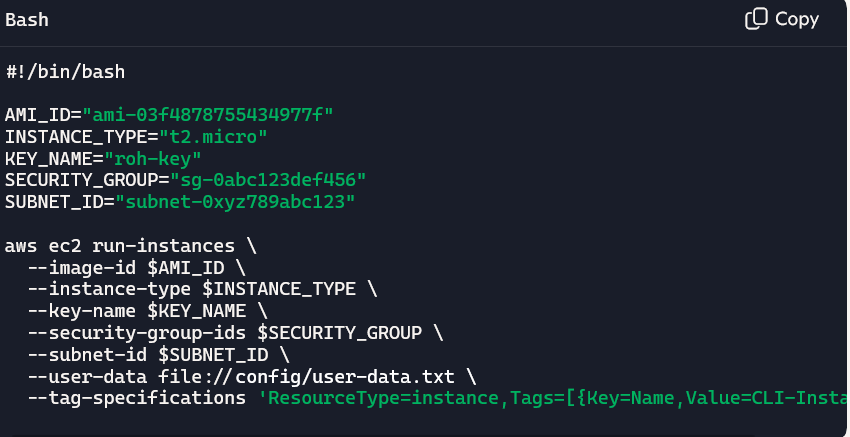 Bash
Copy
#!/bin/bash
AMI_ID="ami-03f4878755434977f"
INSTANCE_TYPE="t2.micro"
KEY_NAME="roh-key"
SECURITY_GROUP="sg-0abc123def456"
SUBNET_ID="subnet-0xyz789abc123"
aws ec2 run-instances \
--image-id $AMI_ID \
--instance-type $INSTANCE_TYPE \
--key-name $KEY_NAME \
--security-group-ids $SECURITY_GROUP \
--subnet-id $SUBNET_ID \
--user-data file://config/user-data.txt \
--tag-specifications 'ResourceType=instance,Tags=[{Key=Name,Value=CLI-Insta